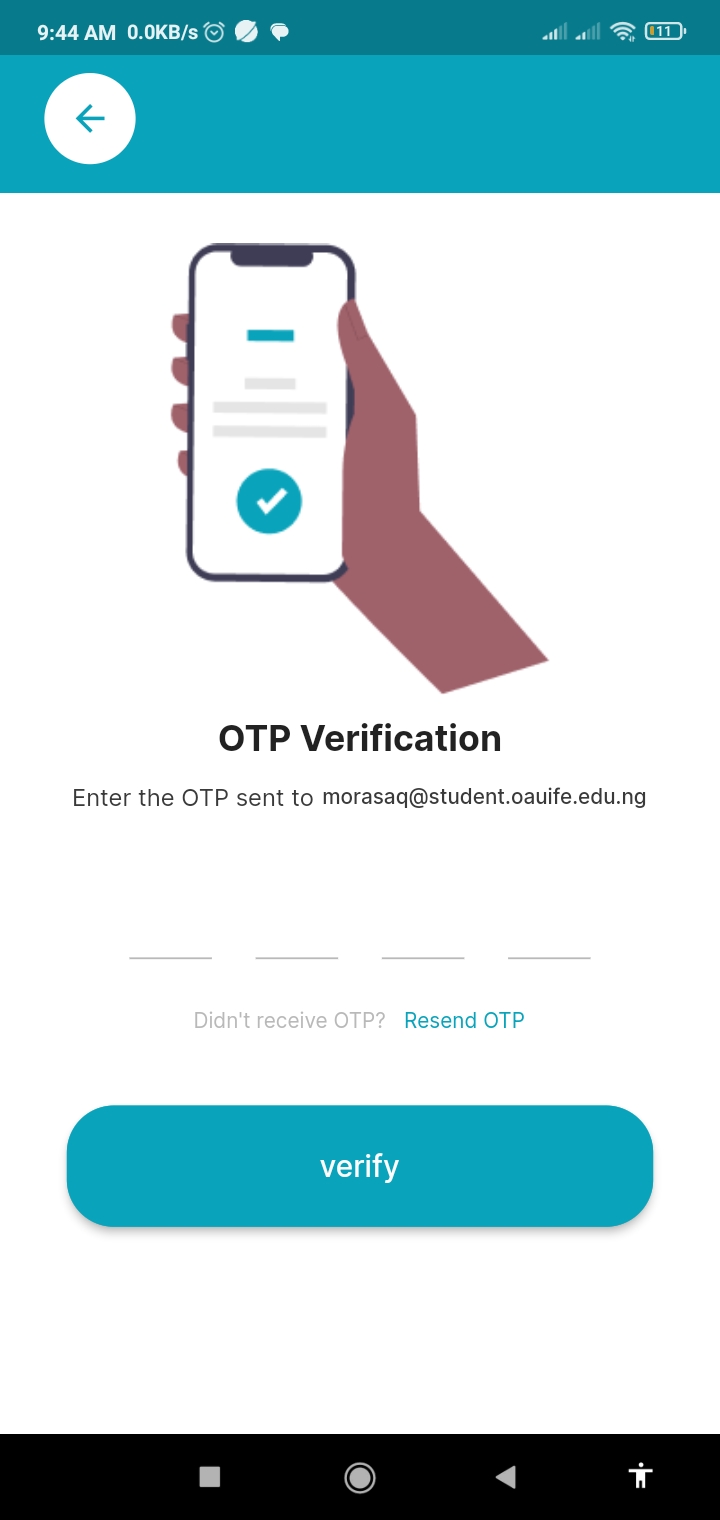 9:44 AM 0.0KB/s 11
OTP Verification
Enter the OTP sent to morasaq@student.oauife.edu.ng
Didn't receive OTP? Resend OTP
verify